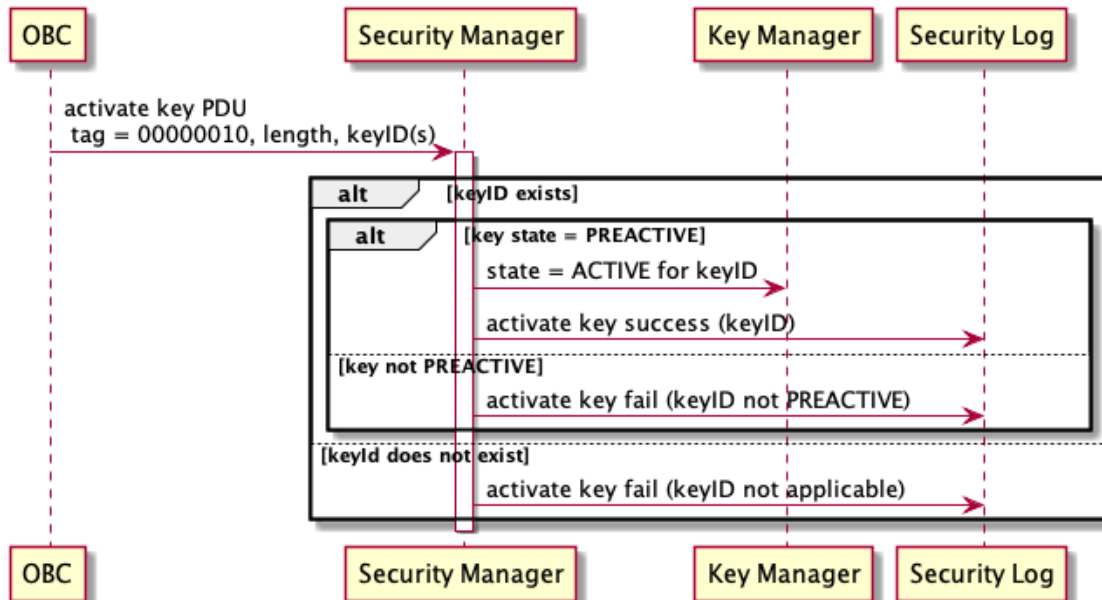 OBC
Security Manager
Key Manager
Security Log
activate key PDU
tag = 00000010, length, keyID(s)
alt [keyID exists]
alt [key state = PREACTIVE]
state = ACTIVE for keyID
activate key success (keyID)
[key not PREACTIVE]
activate key fail (keyID not PREACTIVE)
[keyId does not exist]
activate key fail (keyID not applicable)
OBC
Security Manager
Key Manager
Security Log